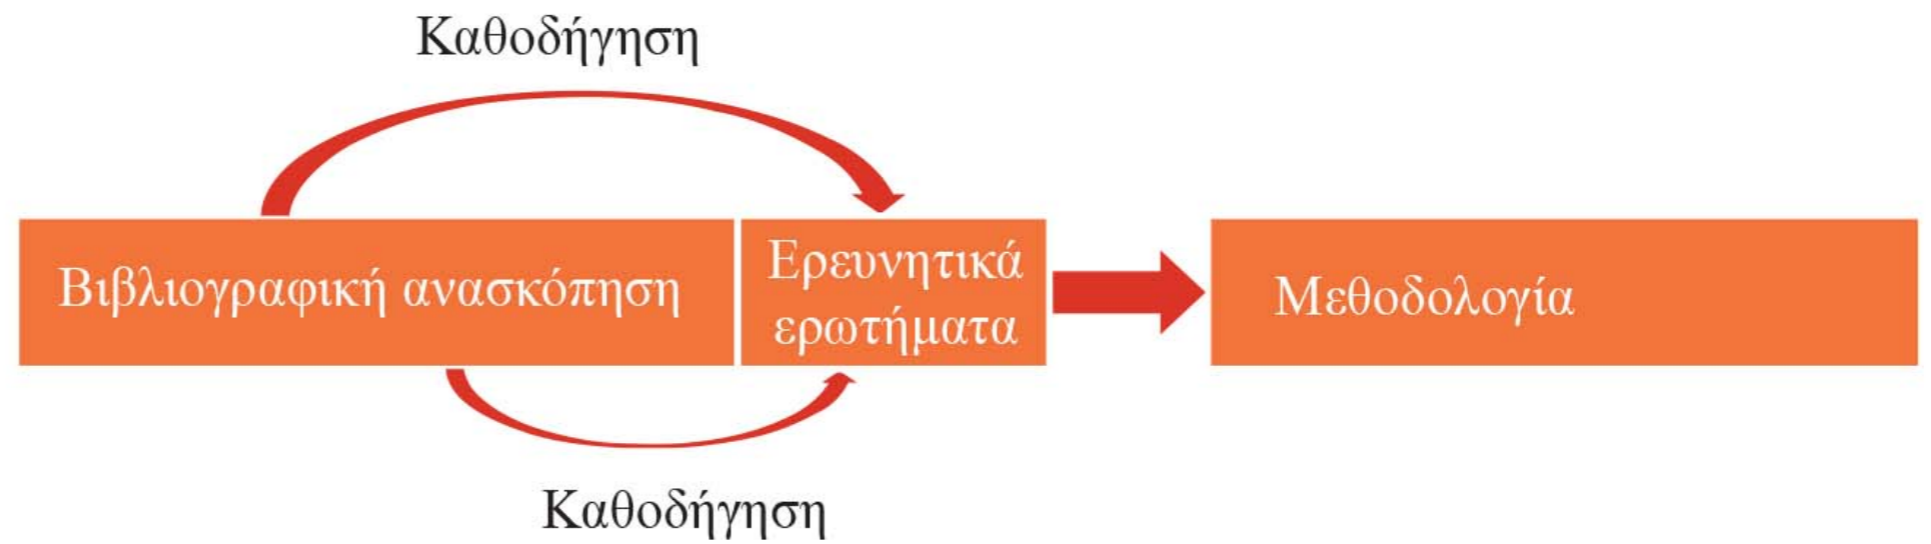 Καθοδήγηση
Βιβλιογραφική ανασκόπηση
Ερευνητικά
ερωτήματα
Μεθοδολογία
Καθοδήγηση